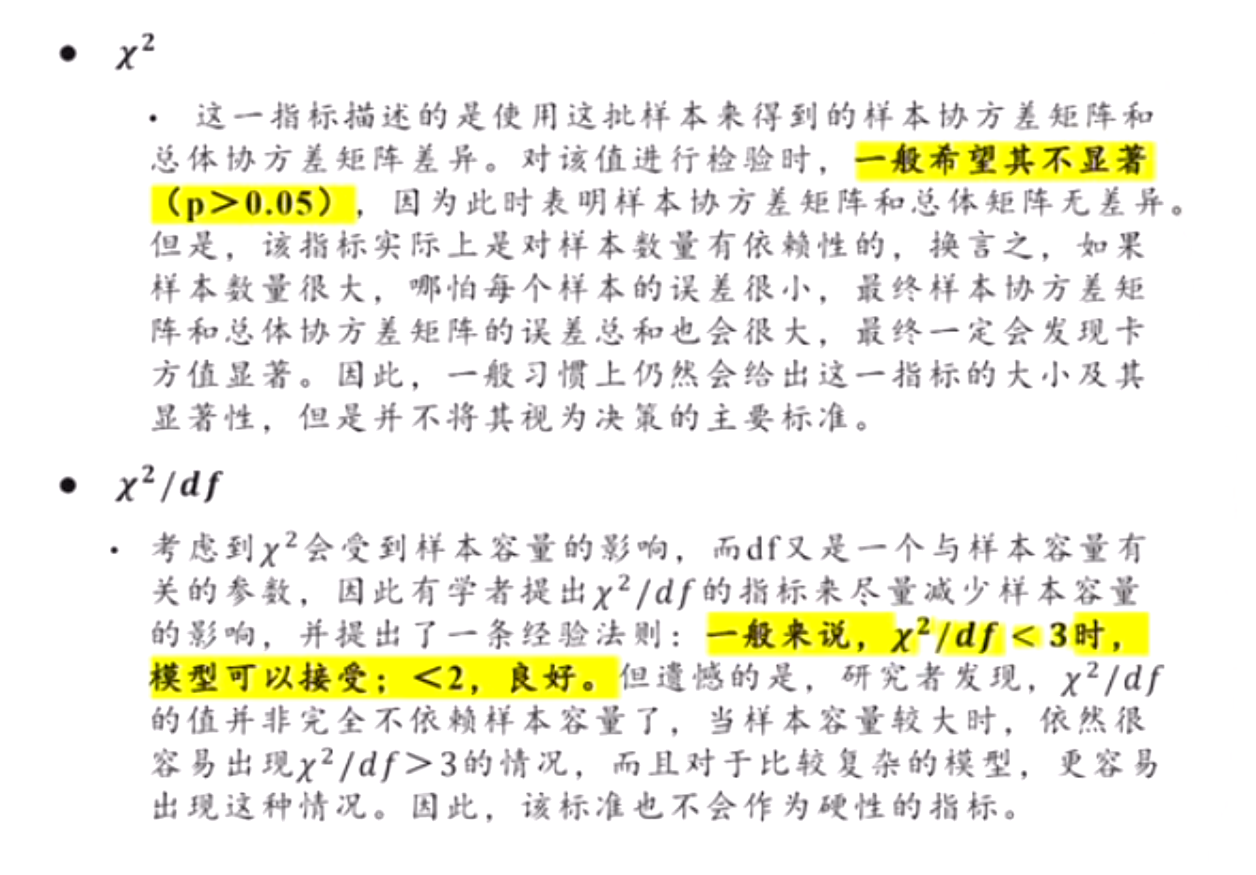 • χ²
· 这一指标描述的是使用这批样本来得到的样本协方差矩阵和
总体协方差矩阵差异。对该值进行检验时，一般希望其不显著
（p＞0.05），因为此时表明样本协方差矩阵和总体矩阵无差异。
但是，该指标实际上是对样本数量有依赖性的，换言之，如果
样本数量很大，哪怕每个样本的误差很小，最终样本协方差矩
阵和总体协方差矩阵的误差总和也会很大，最终一定会发现卡
方值显著。因此，一般习惯上仍然会给出这一指标的大小及其
显著性，但是并不将其视为决策的主要标准。
• χ²/df
· 考虑到χ²会受到样本容量的影响，而df又是一个与样本容量有
关的参数，因此有学者提出χ²/df的指标来尽量减少样本容量
的影响，并提出了一条经验法则：一般来说，χ²/df < 3时，
模型可以接受；＜2，良好。但遗憾的是，研究者发现，χ²/df
的值并非完全不依赖样本容量了，当样本容量较大时，依然很
容易出现χ²/df＞3的情况，而且对于比较复杂的模型，更容易
出现这种情况。因此，该标准也不会作为硬性的指标。